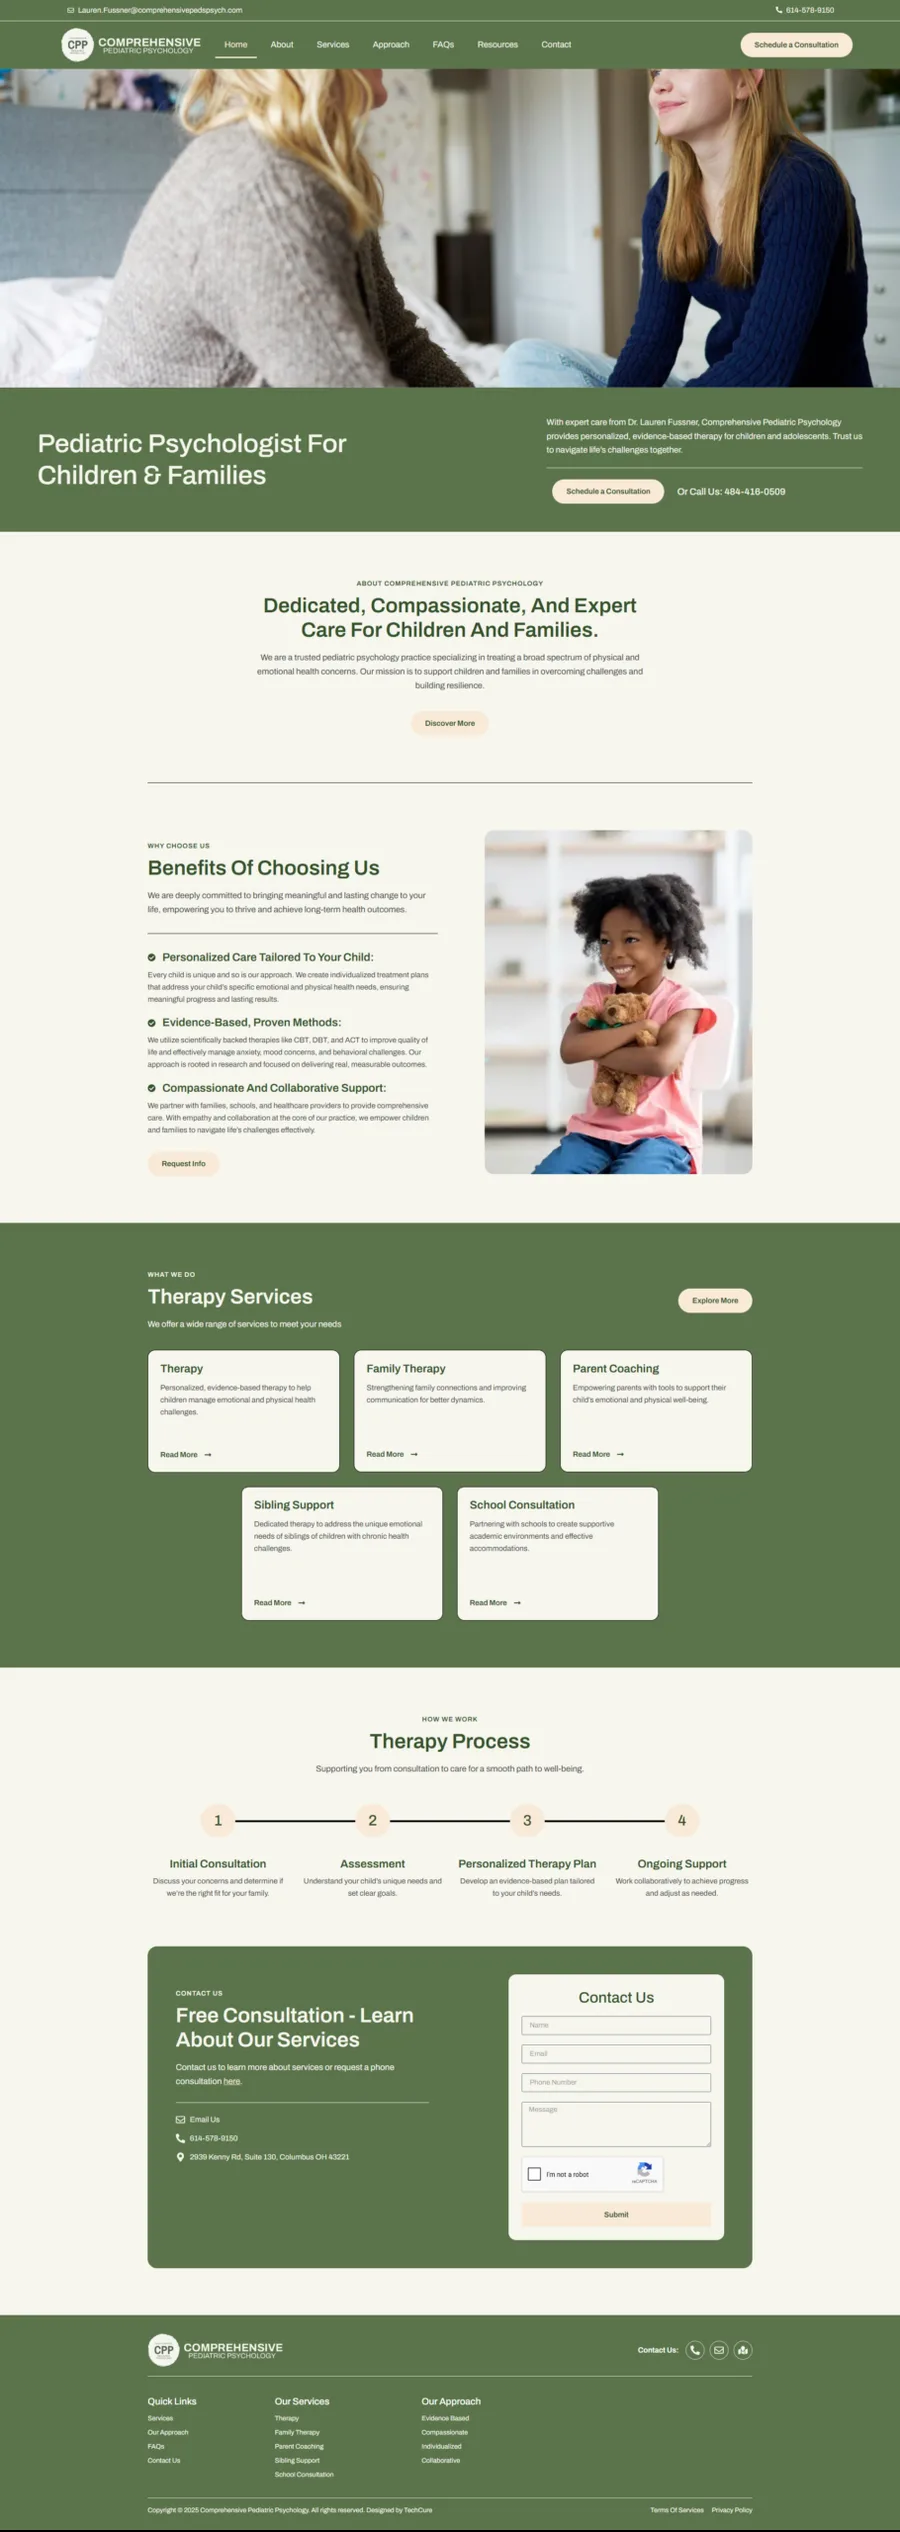 Lauren.Fussner@comprehensivepedspsych.com
614-578-9150
CPP
COMPREHENSIVE
PEDIATRIC PSYCHOLOGY
Home
About
Services
Approach
FAQs
Resources
Contact
Schedule a Consultation
Pediatric Psychologist For
Children & Families
With expert care from Dr. Lauren Fussner, Comprehensive Pediatric Psychology
provides personalized, evidence-based therapy for children and adolescents. Trust us
to navigate life's challenges together.
Schedule a Consultation
Or Call Us: 484-416-0509
ABOUT COMPREHENSIVE PEDIATRIC PSYCHOLOGY
Dedicated, Compassionate, And Expert
Care For Children And Families.
We are a trusted pediatric psychology practice specializing in treating a broad spectrum of physical and
emotional health concerns. Our mission is to support children and families in overcoming challenges and
building resilience.
Discover More
WHY CHOOSE US
Benefits Of Choosing Us
We are deeply committed to bringing meaningful and lasting change to your
life, empowering you to thrive and achieve long-term health outcomes.
Personalized Care Tailored To Your Child:
Every child is unique and so is our approach. We create individualized treatment plans
that address your child's specific emotional and physical health needs, ensuring
meaningful progress and lasting results.
Evidence-Based, Proven Methods:
We utilize scientifically backed therapies like CBT, DBT, and ACT to improve quality of
life and effectively manage anxiety, mood concerns, and behavioral challenges. Our
approach is rooted in research and focused on delivering real, measurable outcomes.
Compassionate And Collaborative Support:
We partner with families, schools, and healthcare providers to provide comprehensive
care. With empathy and collaboration at the core of our practice, we empower children
and families to navigate life's challenges effectively.
Request Info
WHAT WE DO
Therapy Services
We offer a wide range of services to meet your needs
Explore More
Therapy
Personalized, evidence-based therapy to help
children manage emotional and physical health
challenges.
Read More
Family Therapy
Strengthening family connections and improving
communication for better dynamics.
Read More
Parent Coaching
Empowering parents with tools to support their
child's emotional and physical well-being.
Read More
Sibling Support
Dedicated therapy to address the unique emotional
needs of siblings of children with chronic health
challenges.
Read More
School Consultation
Partnering with schools to create supportive
academic environments and effective
accommodations.
Read More
HOW WE WORK
Therapy Process
Supporting you from consultation to care for a smooth path to well-being.
1
Initial Consultation
Discuss your concerns and determine if
we're the right fit for your family.
2
Assessment
Understand your child's unique needs and
set clear goals.
3
Personalized Therapy Plan
Develop an evidence-based plan tailored
to your child's needs.
4
Ongoing Support
Work collaboratively to achieve progress
and adjust as needed.
CONTACT US
Free Consultation - Learn
About Our Services
Contact us to learn more about services or request a phone
consultation here.
Email Us
614-578-9150
2939 Kenny Rd, Suite 130, Columbus OH 43221
Contact Us
Name
Email
Phone Number
Message
I'm not a robot
reCAPTCHA
Submit
CPP
COMPREHENSIVE
PEDIATRIC PSYCHOLOGY
Contact Us:
Quick Links
Services
Our Approach
FAQs
Contact Us
Our Services
Therapy
Family Therapy
Parent Coaching
Sibling Support
School Consultation
Our Approach
Evidence Based
Compassionate
Individualized
Collaborative
Copyright © 2025 Comprehensive Pediatric Psychology. All rights reserved. Designed by TechCure
Terms Of Services
Privacy Policy